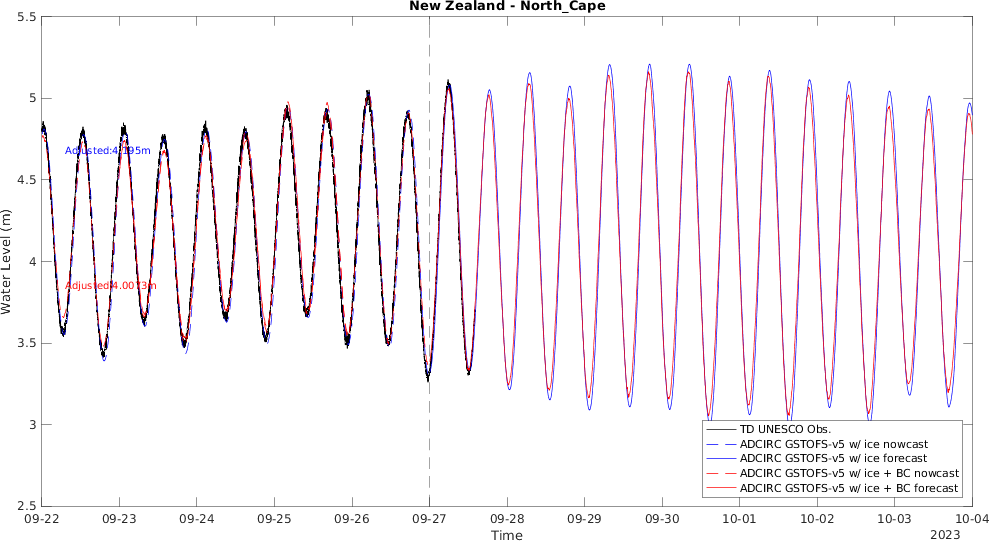 New Zealand - North_Cape
5.5
5
4.5
4
3.5
3
2.5
Water Level (m)
Adjusted:4.195m
Adjusted:4.0073m
TD UNESCO Obs.
ADCIRC GSTOFS-v5 w/ ice nowcast
ADCIRC GSTOFS-v5 w/ ice forecast
ADCIRC GSTOFS-v5 w/ ice + BC nowcast
ADCIRC GSTOFS-v5 w/ ice + BC forecast
09-22 09-23 09-24 09-25 09-26 09-27 09-28 09-29 09-30 10-01 10-02 10-03 10-04
Time
2023